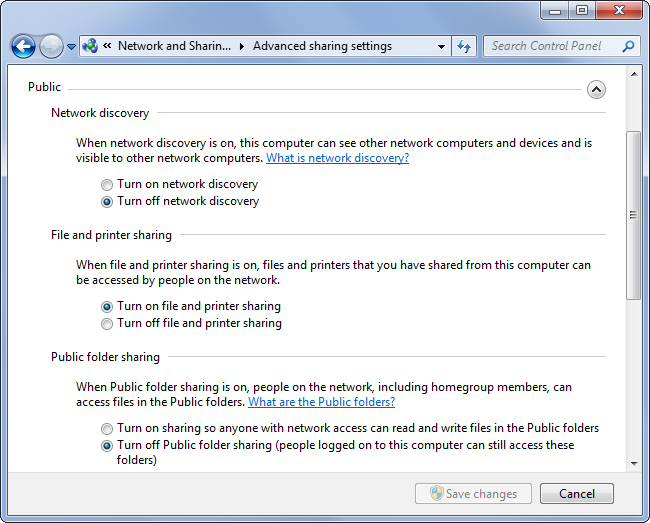 « Network and Sharin... Advanced sharing settings Search Control Panel
Public
Network discovery
When network discovery is on, this computer can see other network computers and devices and is
visible to other network computers. What is network discovery?
Turn on network discovery
Turn off network discovery
File and printer sharing
When file and printer sharing is on, files and printers that you have shared from this computer can
be accessed by people on the network.
Turn on file and printer sharing
Turn off file and printer sharing
Public folder sharing
When Public folder sharing is on, people on the network, including homegroup members, can
access files in the Public folders. What are the Public folders?
Turn on sharing so anyone with network access can read and write files in the Public folders
Turn off Public folder sharing (people logged on to this computer can still access these
folders)
Save changes Cancel